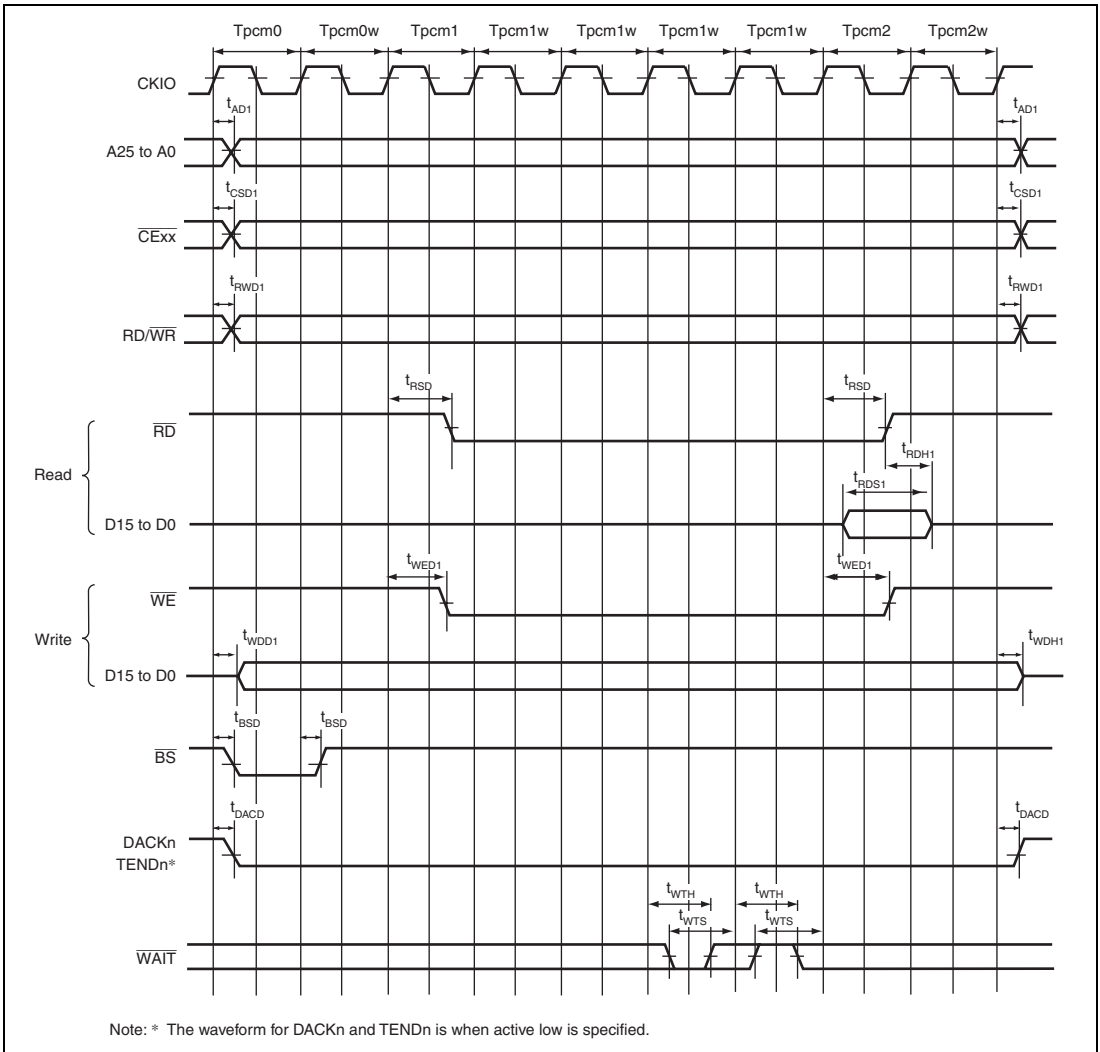 Tpcm0 Tpcm0w Tpcm1 Tpcm1w Tpcm1w Tpcm1w Tpcm1w Tpcm2 Tpcm2w
CKIO
tAD1 tAD1
A25 to A0
tCSD1 tCSD1
CExx
tRWD1 tRWD1
RD/WR
tRSD tRSD
RD
tRDH1
Read
tRDS1
D15 to D0
tWED1 tWED1
WE
Write
tWDD1 tWDH1
D15 to D0
tBSD tBSD
BS
tDACD tDACD
DACKn
TENDn*
tWTH tWTH
tWTS tWTS
WAIT
Note: * The waveform for DACKn and TENDn is when active low is specified.